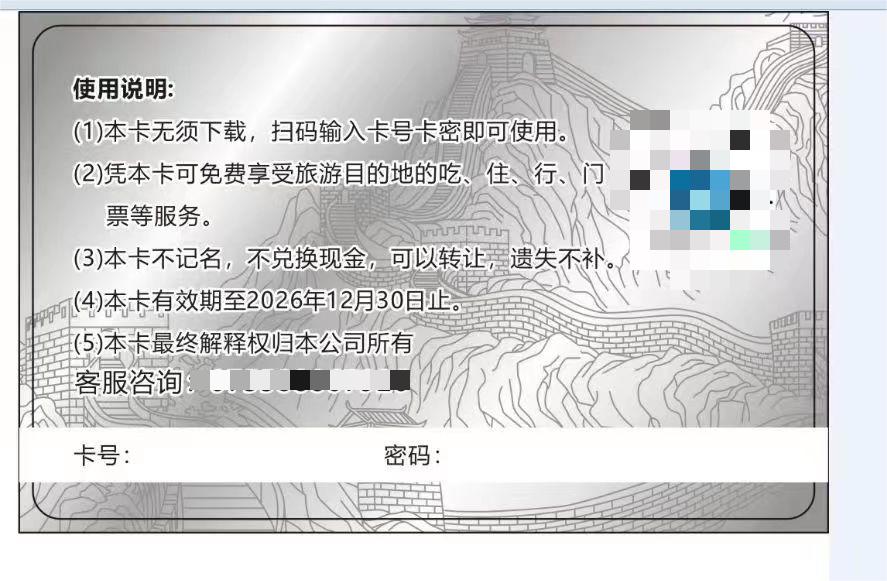 使用说明:
(1)本卡无须下载，扫码输入卡号卡密即可使用。
(2)凭本卡可免费享受旅游目的地的吃、住、行、门
票等服务。
(3)本卡不记名，不兑换现金，可以转让，遗失不补。
(4)本卡有效期至2026年12月30日止。
(5)本卡最终解释权归本公司所有
客服咨询：
卡号：
密码：